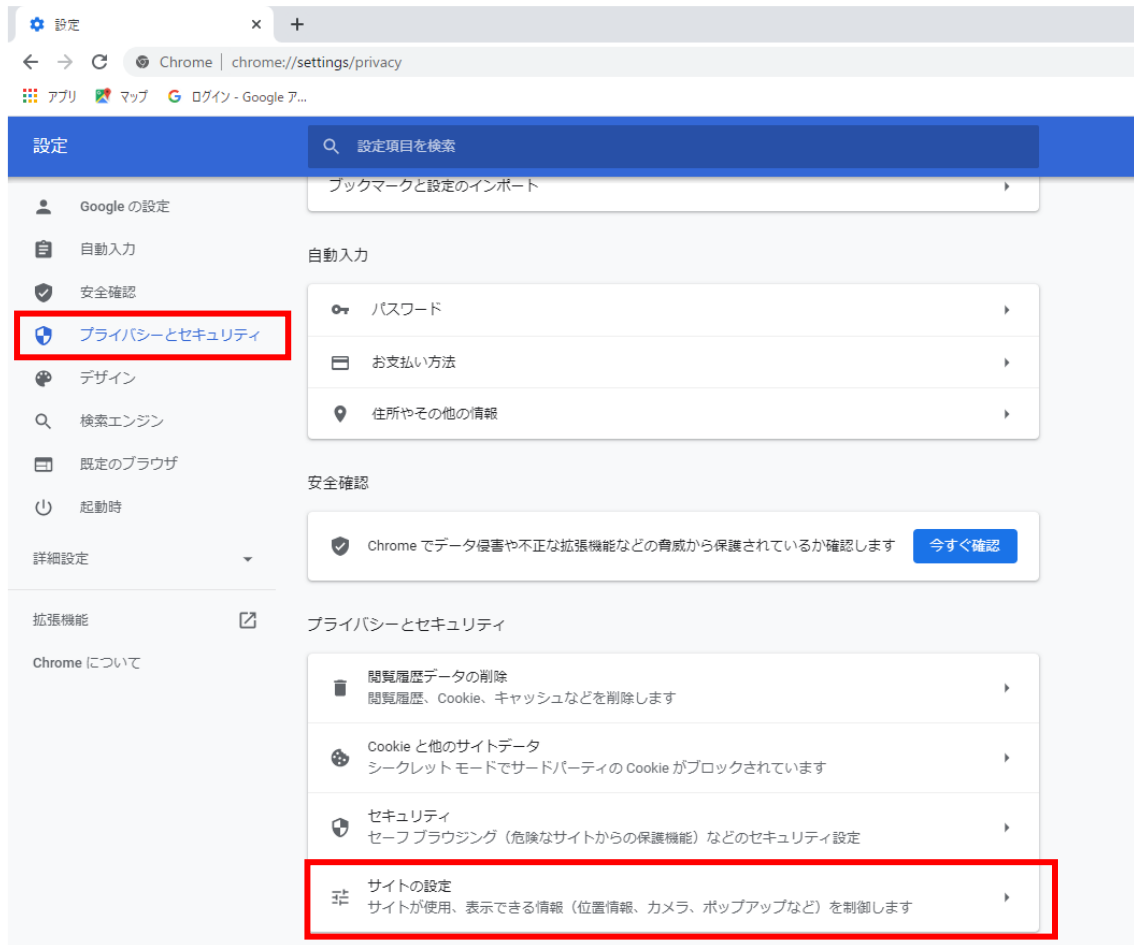 設定
Chrome | chrome://settings/privacy
アプリ マップ ログイン - Google ア...
設定
設定項目を検索
Google の設定
自動入力
安全確認
プライバシーとセキュリティ
デザイン
検索エンジン
既定のブラウザ
起動時
詳細設定
拡張機能
Chrome について
ブックマークと設定のインポート
自動入力
パスワード
お支払い方法
住所やその他の情報
安全確認
Chrome でデータ侵害や不正な拡張機能などの脅威から保護されているか確認します 今すぐ確認
プライバシーとセキュリティ
閲覧履歴データの削除
閲覧履歴、Cookie、キャッシュなどを削除します
Cookie と他のサイトデータ
シークレット モードでサードパーティの Cookie がブロックされています
セキュリティ
セーフ ブラウジング（危険なサイトからの保護機能）などのセキュリティ設定
サイトの設定
サイトが使用、表示できる情報（位置情報、カメラ、ポップアップなど）を制御します